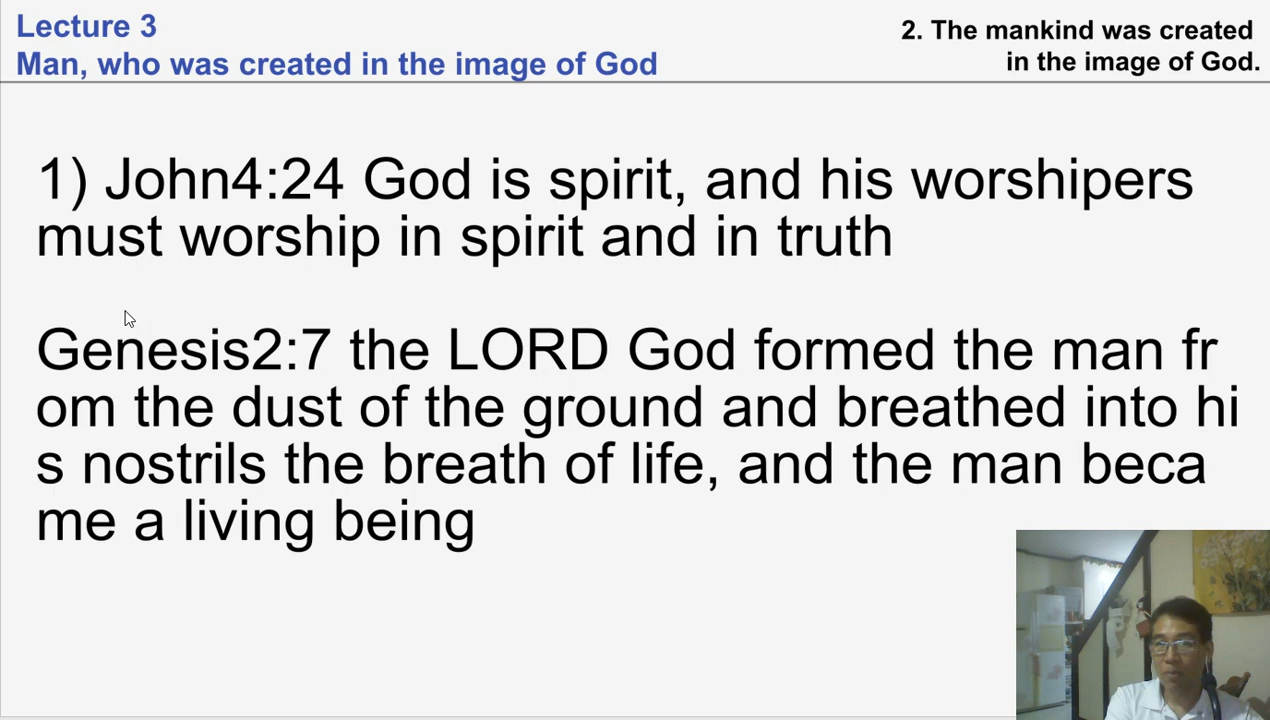 Lecture 3
Man, who was created in the image of God
2. The mankind was created
in the image of God.
1) John4:24 God is spirit, and his worshipers
must worship in spirit and in truth
Genesis2:7 the LORD God formed the man fr
om the dust of the ground and breathed into hi
s nostrils the breath of life, and the man beca
me a living being